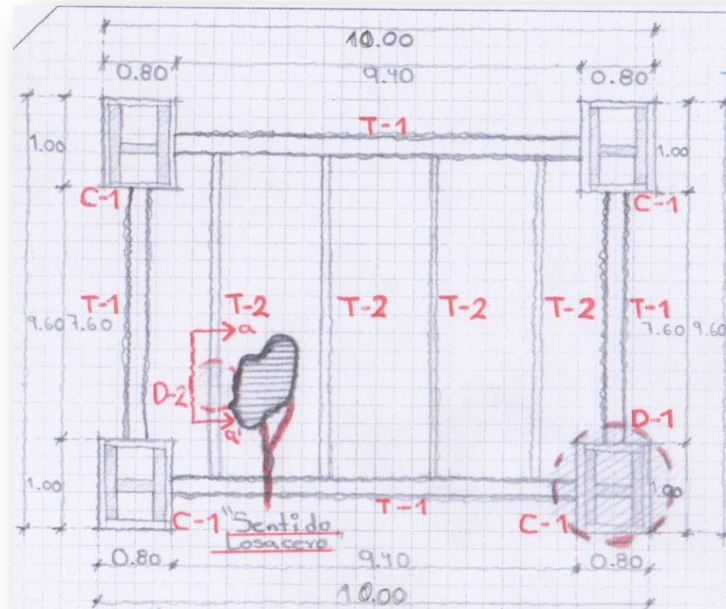 10.00
0.80 9.40 0.80
T-1
1.00 1.00
C-1 C-1
T-1 T-2 T-2 T-2 T-2 T-1
9.60 7.60 7.60 9.60
a
D-2
a'
D-1
1.00 1.00
C-1 T-1 C-1
"Sentido
Losacero"
0.80 9.40 0.80
10.00